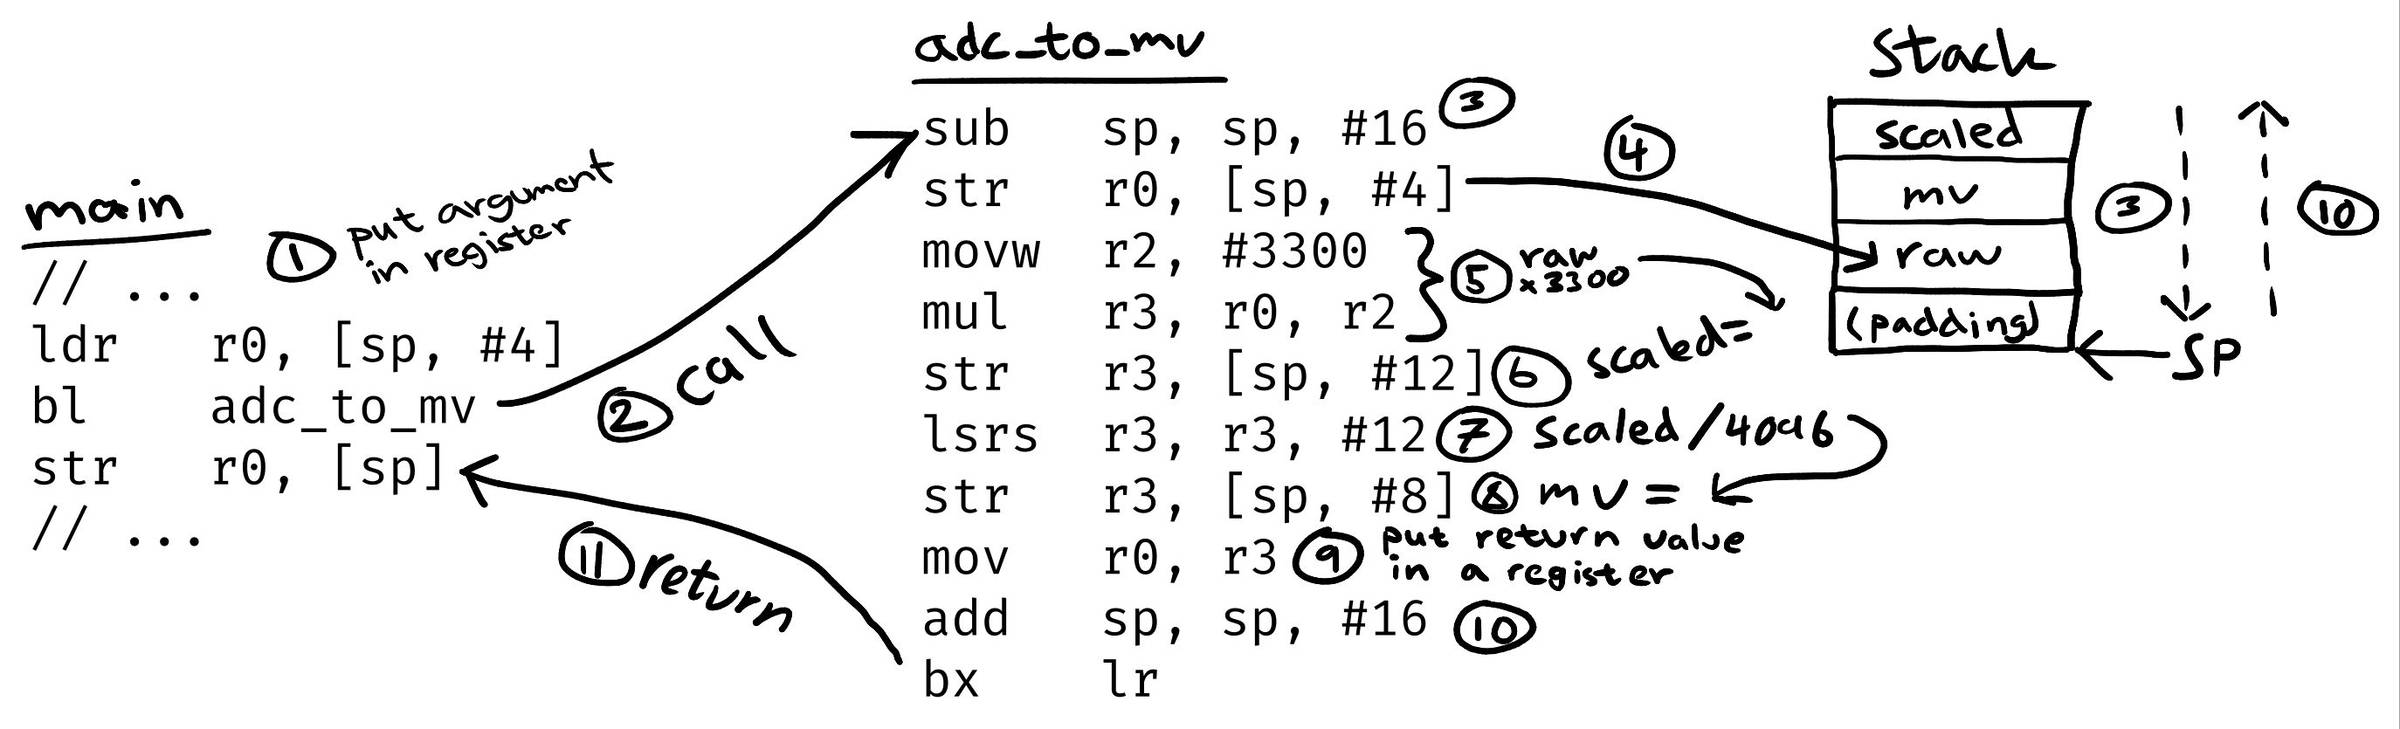 main
① put argument
in register
// ...
ldr r0, [sp, #4]
bl adc_to_mv
str r0, [sp]
// ...
② call
⑪ return
adc_to_mv
sub sp, sp, #16 ③
str r0, [sp, #4] ④
movw r2, #3300
mul r3, r0, r2
⑤ raw
x3300
str r3, [sp, #12] ⑥ scaled=
lsrs r3, r3, #12 ⑦ scaled/4096
str r3, [sp, #8] ⑧ mv =
mov r0, r3 ⑨ put return value
in a register
add sp, sp, #16 ⑩
bx lr
Stack
scaled
mv
raw
(padding)
③
⑩
SP